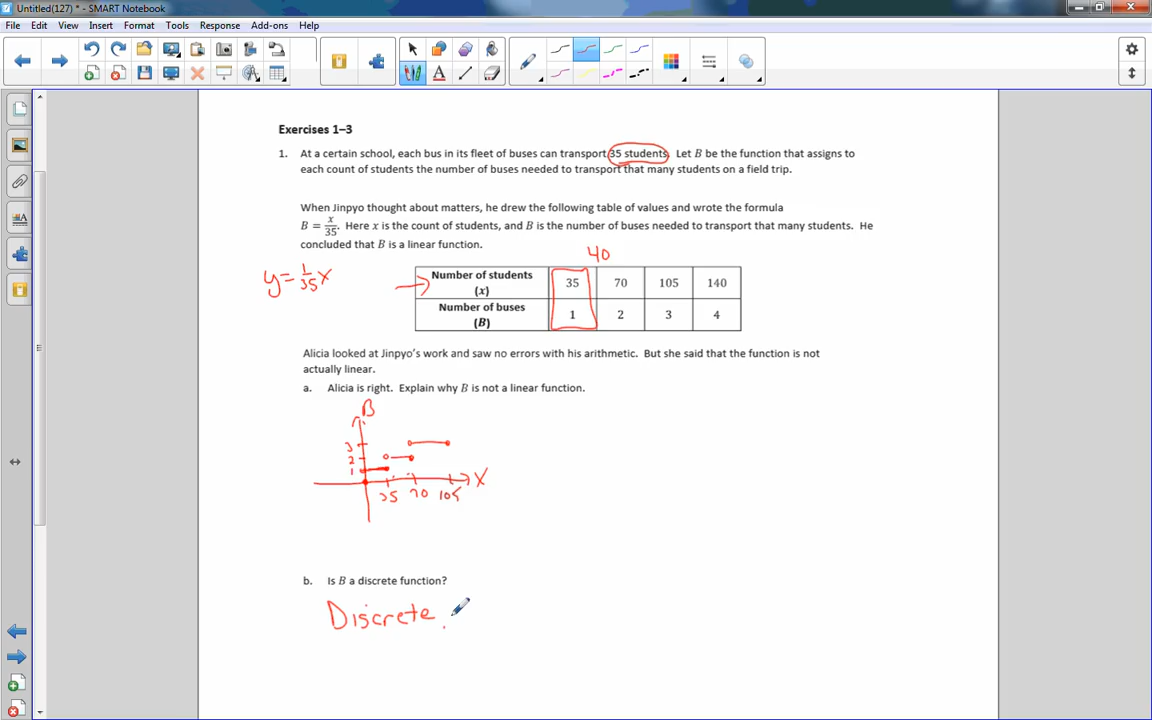 Untitled(127) * - SMART Notebook
File Edit View Insert Format Tools Response Add-ons Help
Exercises 1–3
1. At a certain school, each bus in its fleet of buses can transport 35 students. Let B be the function that assigns to
each count of students the number of buses needed to transport that many students on a field trip.
When Jinpyo thought about matters, he drew the following table of values and wrote the formula
B = x/35. Here x is the count of students, and B is the number of buses needed to transport that many students. He
concluded that B is a linear function.
40
y = 1/35 x
Number of students (x) 35 70 105 140
Number of buses (B) 1 2 3 4
Alicia looked at Jinpyo's work and saw no errors with his arithmetic. But she said that the function is not
actually linear.
a. Alicia is right. Explain why B is not a linear function.
B
3
2
1
X
35 70 105
b. Is B a discrete function?
Discrete